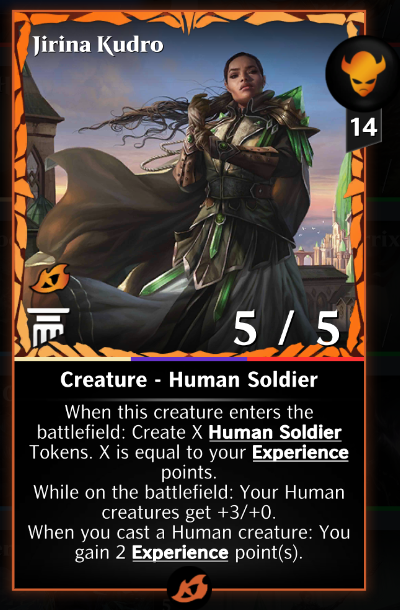 Jirina Kudro
14
5 / 5
Creature - Human Soldier
When this creature enters the
battlefield: Create X Human Soldier
Tokens. X is equal to your Experience
points.
While on the battlefield: Your Human
creatures get +3/+0.
When you cast a Human creature: You
gain 2 Experience point(s).